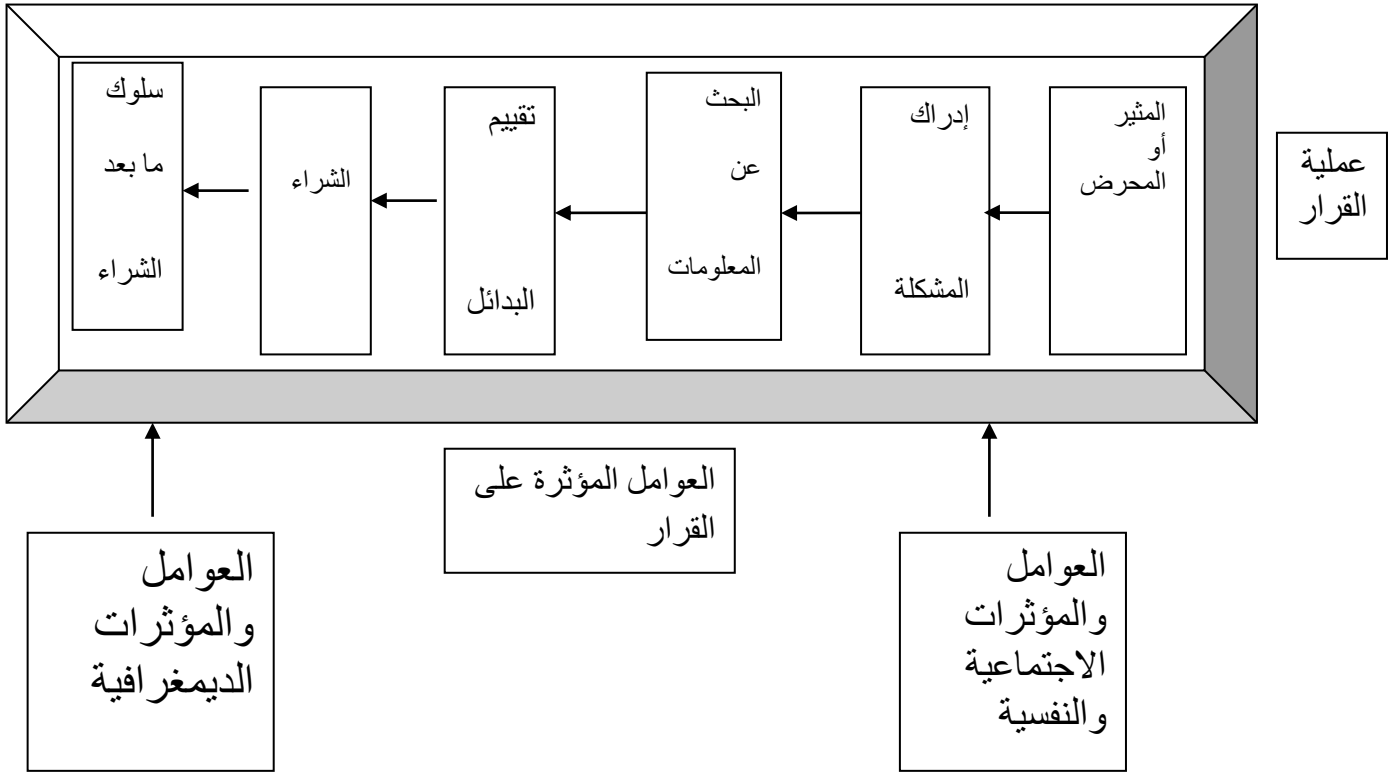 عملية
القرار
المثير
أو
المحرض
إدراك
المشكلة
البحث
عن
المعلومات
تقييم
البدائل
الشراء
سلوك
ما بعد
الشراء
العوامل المؤثرة على
القرار
العوامل
والمؤثرات
الاجتماعية
والنفسية
العوامل
والمؤثرات
الديمغرافية